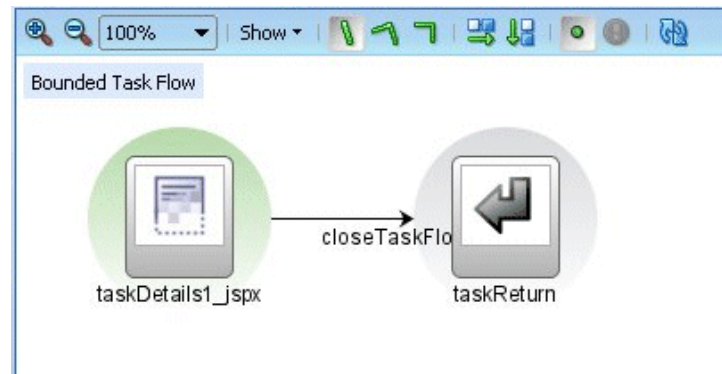 100% Show
Bounded Task Flow
closeTaskFlo
taskDetails1_jspx taskReturn